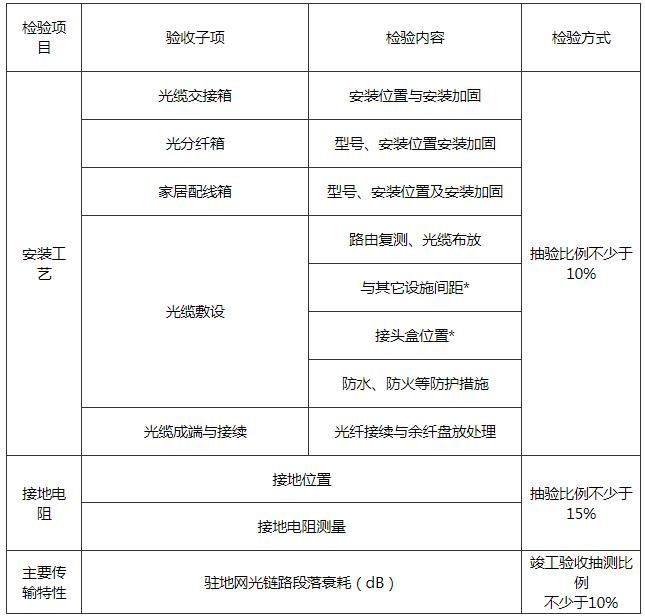 检验项
目
验收子项
检验内容
检验方式
安装工
艺
光缆交接箱
安装位置与安装加固
抽验比例不少于
10%
光分纤箱
型号、安装位置安装加固
家居配线箱
型号、安装位置及安装加固
光缆敷设
路由复测、光缆布放
与其它设施间距*
接头盒位置*
防水、防火等防护措施
光缆成端与接续
光纤接续与余纤盘放处理
接地电
阻
接地位置
抽验比例不少于
15%
接地电阻测量
主要传
输特性
驻地网光链路段落衰耗（dB）
竣工验收抽测比
例
不少于10%